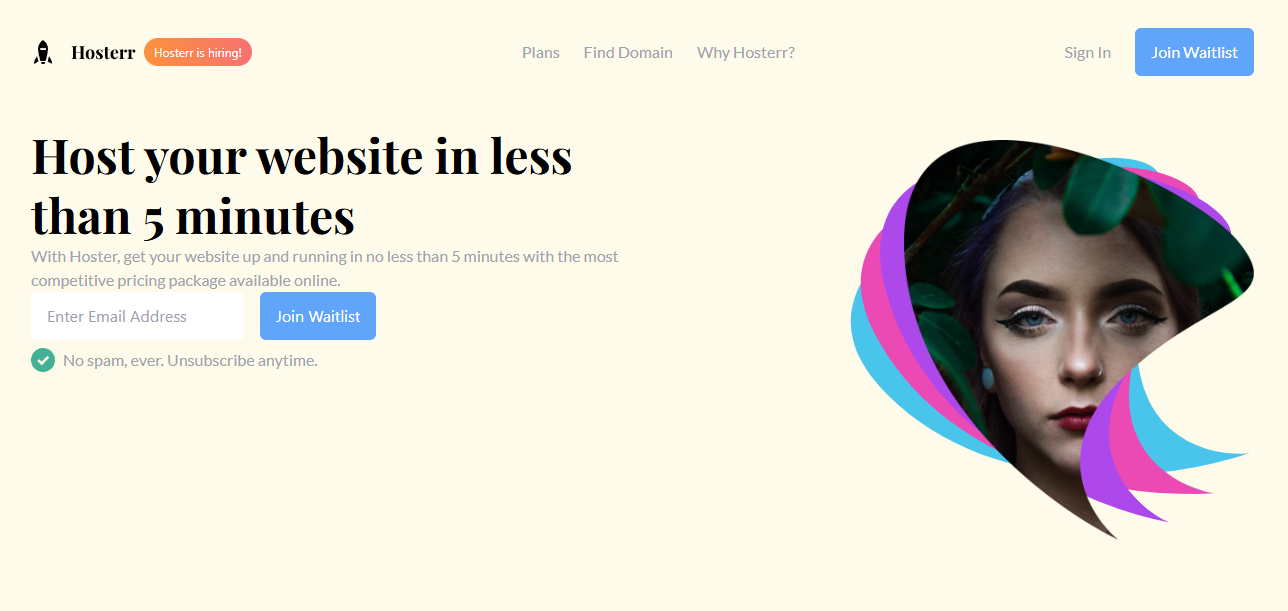 Hosterr
Hosterr is hiring!
Plans
Find Domain
Why Hosterr?
Sign In
Join Waitlist
Host your website in less
than 5 minutes
With Hoster, get your website up and running in no less than 5 minutes with the most
competitive pricing package available online.
Enter Email Address
Join Waitlist
No spam, ever. Unsubscribe anytime.